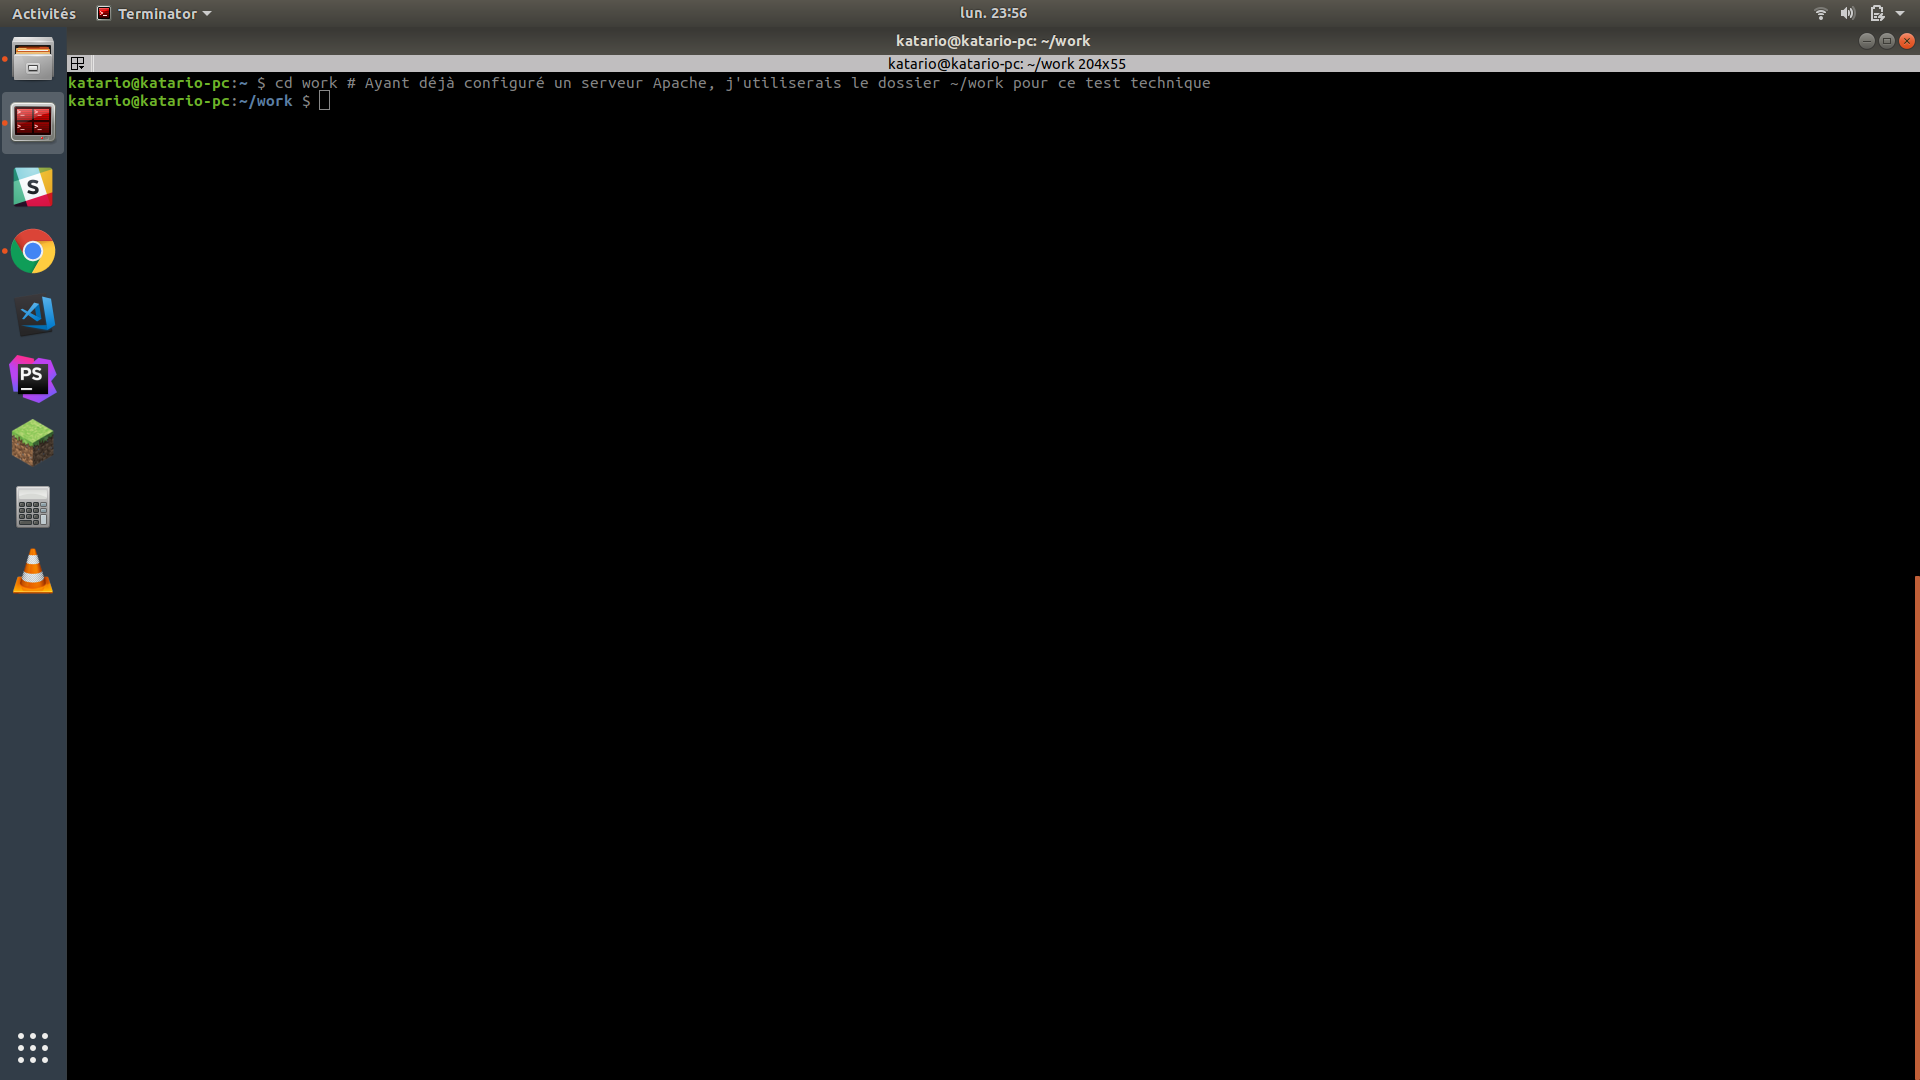 Activités Terminator lun. 23:56
katario@katario-pc: ~/work
katario@katario-pc: ~/work 204x55
katario@katario-pc:~ $ cd work # Ayant déjà configuré un serveur Apache, j'utiliserais le dossier ~/work pour ce test technique
katario@katario-pc:~/work $
S
PS